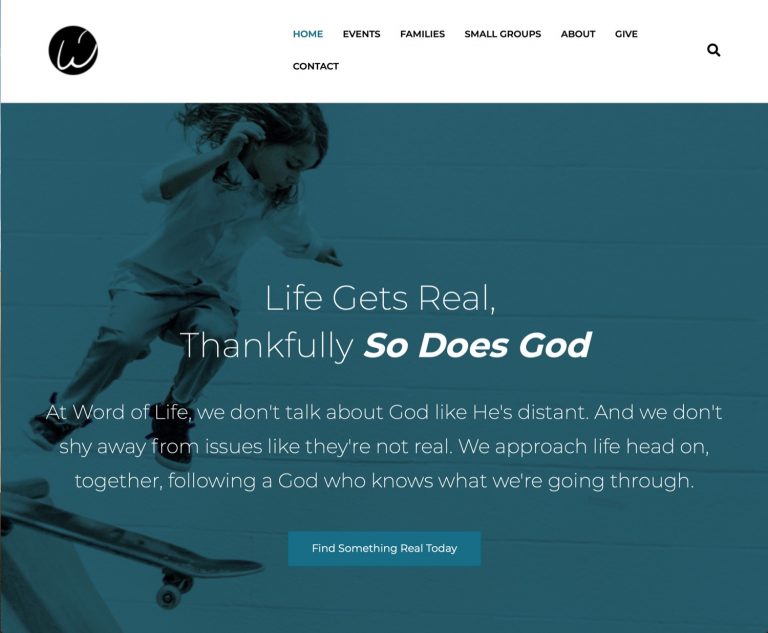 HOME EVENTS FAMILIES SMALL GROUPS ABOUT GIVE
CONTACT
Life Gets Real,
Thankfully So Does God
At Word of Life, we don't talk about God like He's distant. And we don't
shy away from issues like they're not real. We approach life head on,
together, following a God who knows what we're going through.
Find Something Real Today